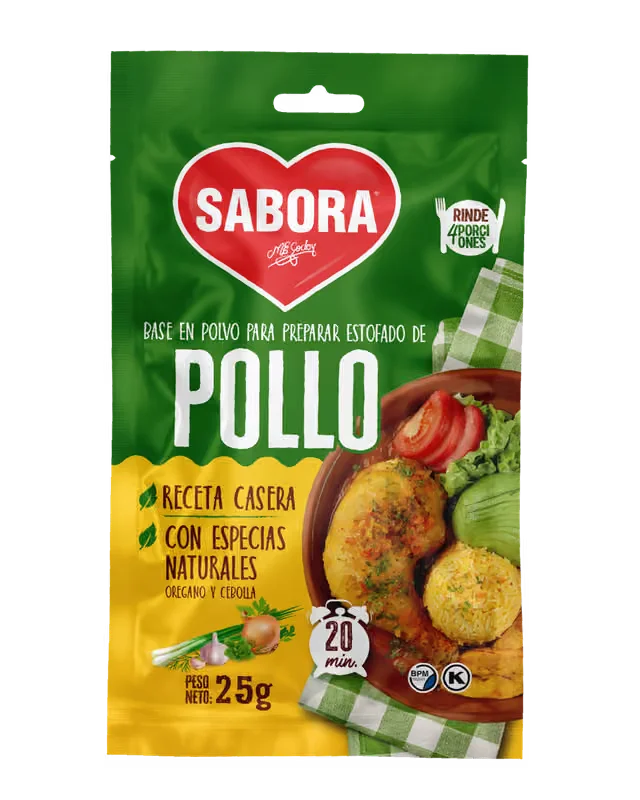 SABORA
RINDE
4 PORCI
ONES
BASE EN POLVO PARA PREPARAR ESTOFADO DE
POLLO
RECETA CASERA
CON ESPECIAS
NATURALES
ORÉGANO Y CEBOLLA
20
min.
PESO
NETO: 25g
BPM
K